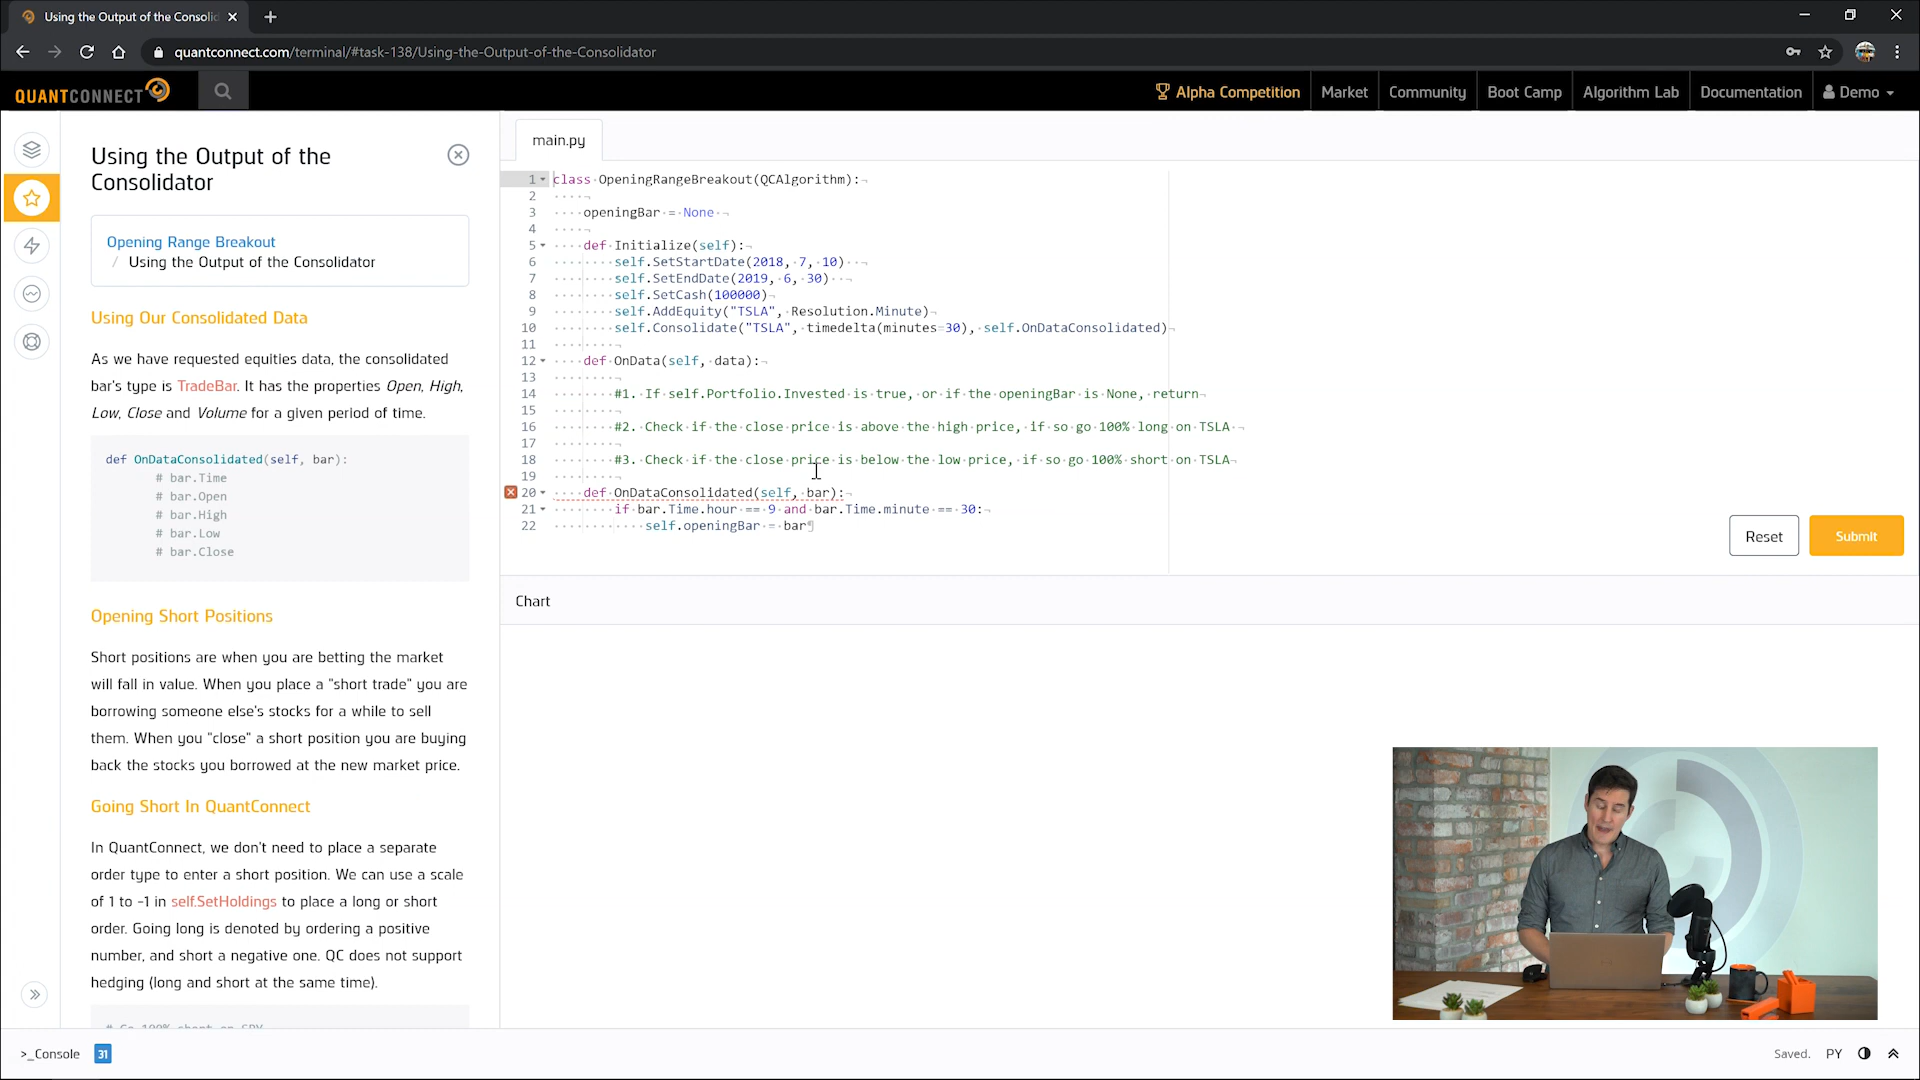 Using the Output of the Consolid
quantconnect.com/terminal/#task-138/Using-the-Output-of-the-Consolidator
QUANTCONNECT
Alpha Competition
Market
Community
Boot Camp
Algorithm Lab
Documentation
Demo
Using the Output of the
Consolidator
Opening Range Breakout
/ Using the Output of the Consolidator
Using Our Consolidated Data
As we have requested equities data, the consolidated
bar's type is TradeBar. It has the properties Open, High,
Low, Close and Volume for a given period of time.
def OnDataConsolidated(self, bar):
# bar.Time
# bar.Open
# bar.High
# bar.Low
# bar.Close
Opening Short Positions
Short positions are when you are betting the market
will fall in value. When you place a "short trade" you are
borrowing someone else's stocks for a while to sell
them. When you "close" a short position you are buying
back the stocks you borrowed at the new market price.
Going Short In QuantConnect
In QuantConnect, we don't need to place a separate
order type to enter a short position. We can use a scale
of 1 to -1 in self.SetHoldings to place a long or short
order. Going long is denoted by ordering a positive
number, and short a negative one. QC does not support
hedging (long and short at the same time).
# Go 100% short on SPY
main.py
1 class OpeningRangeBreakout(QCAlgorithm):
2
3 openingBar = None
4
5 def Initialize(self):
6 self.SetStartDate(2018, 7, 10)
7 self.SetEndDate(2019, 6, 30)
8 self.SetCash(100000)
9 self.AddEquity("TSLA", Resolution.Minute)
10 self.Consolidate("TSLA", timedelta(minutes=30), self.OnDataConsolidated)
11
12 def OnData(self, data):
13
14 #1. If self.Portfolio.Invested is true, or if the openingBar is None, return
15
16 #2. Check if the close price is above the high price, if so go 100% long on TSLA
17
18 #3. Check if the close price is below the low price, if so go 100% short on TSLA
19
20 def OnDataConsolidated(self, bar):
21 if bar.Time.hour == 9 and bar.Time.minute == 30:
22 self.openingBar = bar
Reset
Submit
Chart
>_Console 31
Saved. PY